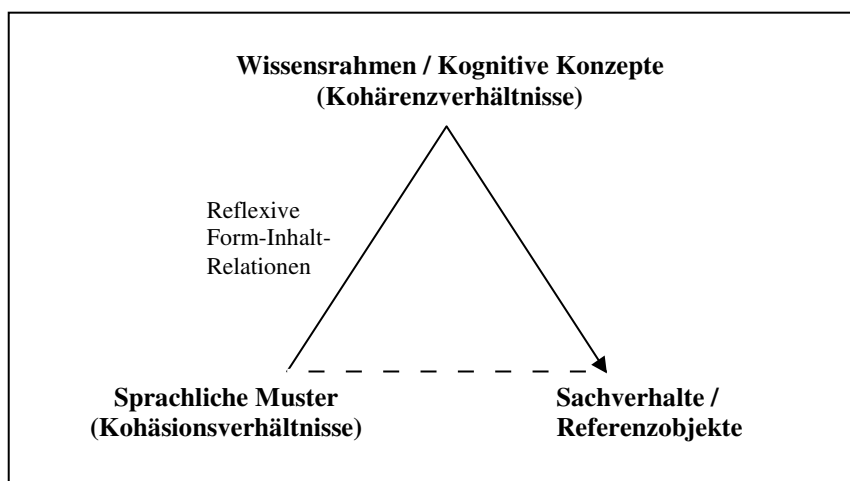 Wissensrahmen / Kognitive Konzepte
(Kohärenzverhältnisse)
Reflexive
Form-Inhalt-
Relationen
Sprachliche Muster
(Kohäsionsverhältnisse)
Sachverhalte /
Referenzobjekte